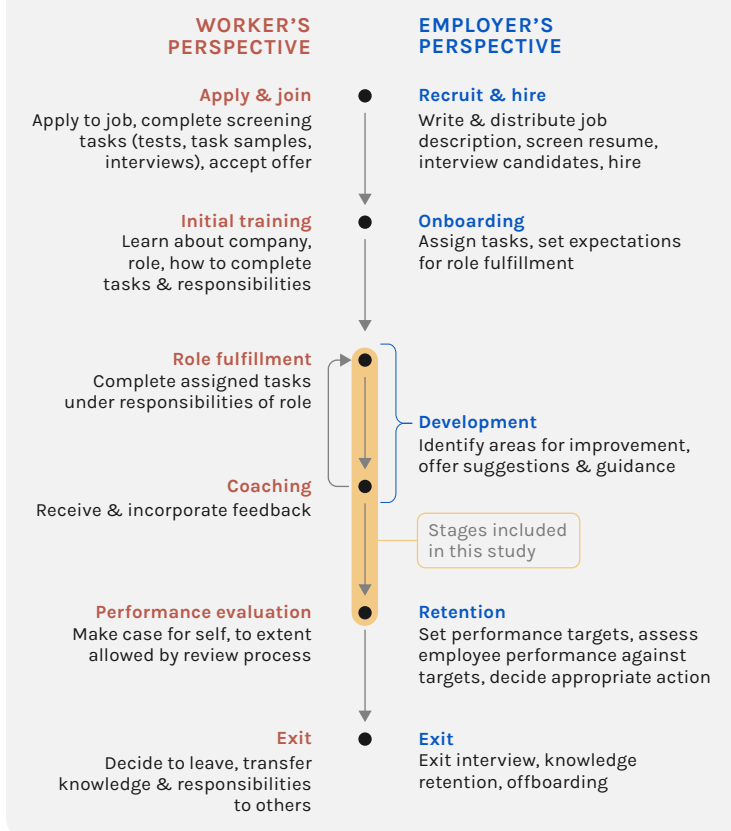 WORKER'S
PERSPECTIVE
EMPLOYER'S
PERSPECTIVE
Apply & join
Apply to job, complete screening
tasks (tests, task samples,
interviews), accept offer
Recruit & hire
Write & distribute job
description, screen resume,
interview candidates, hire
Initial training
Learn about company,
role, how to complete
tasks & responsibilities
Onboarding
Assign tasks, set expectations
for role fulfillment
Role fulfillment
Complete assigned tasks
under responsibilities of role
Development
Identify areas for improvement,
offer suggestions & guidance
Coaching
Receive & incorporate feedback
Stages included
in this study
Performance evaluation
Make case for self, to extent
allowed by review process
Retention
Set performance targets, assess
employee performance against
targets, decide appropriate action
Exit
Decide to leave, transfer
knowledge & responsibilities
to others
Exit
Exit interview, knowledge
retention, offboarding